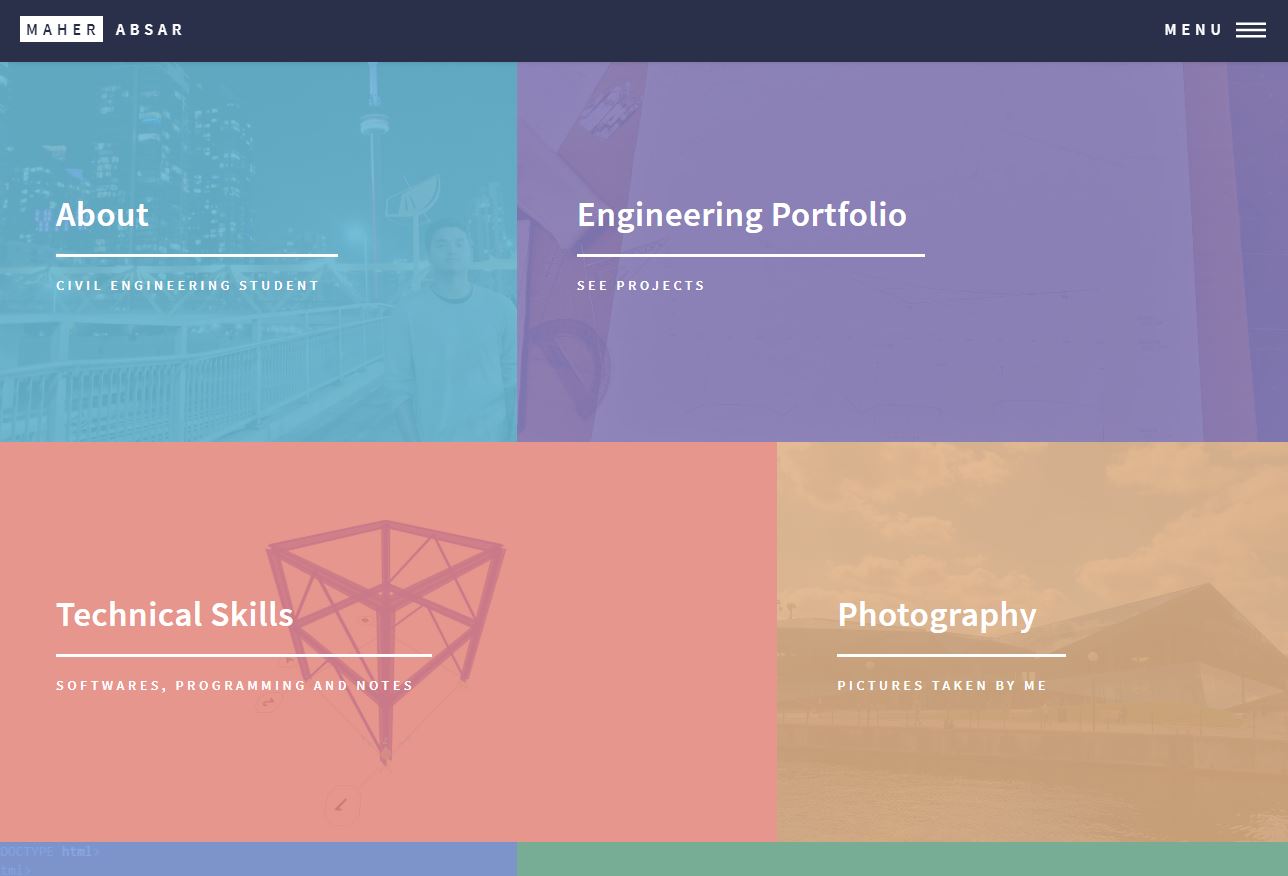 MAHER ABSAR
MENU
About
CIVIL ENGINEERING STUDENT
Engineering Portfolio
SEE PROJECTS
Technical Skills
SOFTWARES, PROGRAMMING AND NOTES
Photography
PICTURES TAKEN BY ME
DOCTYPE html>
tml>